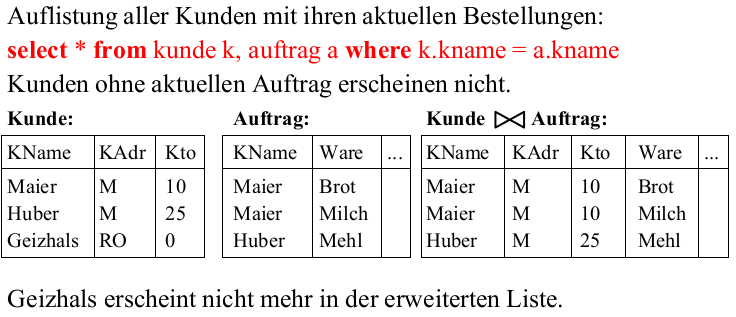 Auflistung aller Kunden mit ihren aktuellen Bestellungen:
select * from kunde k, auftrag a where k.kname = a.kname
Kunden ohne aktuellen Auftrag erscheinen nicht.
Kunde: Auftrag: Kunde ⋈ Auftrag:
KName KAdr Kto KName Ware ... KName KAdr Kto Ware ...
Maier M 10 Maier Brot Maier M 10 Brot
Huber M 25 Maier Milch Maier M 10 Milch
Geizhals RO 0 Huber Mehl Huber M 25 Mehl
Geizhals erscheint nicht mehr in der erweiterten Liste.